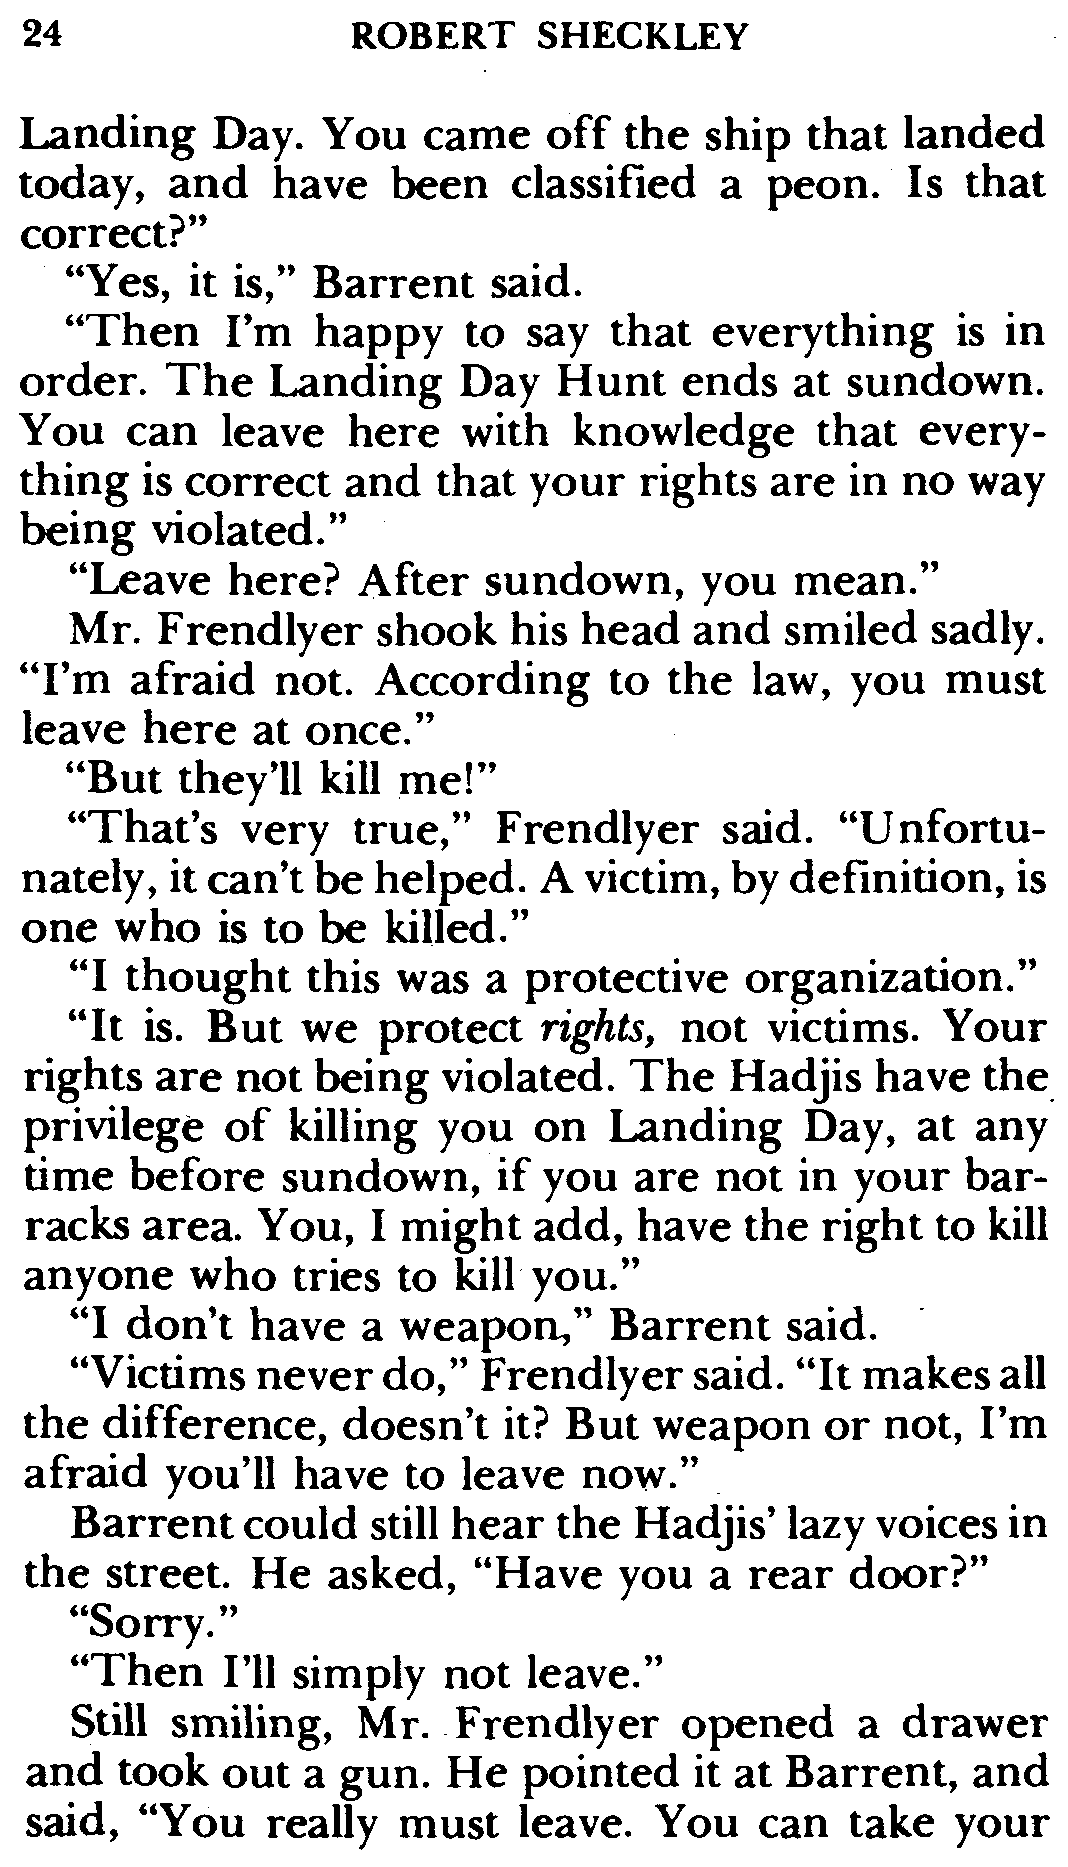 24 ROBERT SHECKLEY
Landing Day. You came off the ship that landed
today, and have been classified a peon. Is that
correct?”
“Yes, it is,” Barrent said.
“Then I’m happy to say that everything is in
order. The Landing Day Hunt ends at sundown.
You can leave here with knowledge that every-
thing is correct and that your rights are in no way
being violated.”
“Leave here? After sundown, you mean.”
Mr. Frendlyer shook his head and smiled sadly.
“I’m afraid not. According to the law, you must
leave here at once.”
“But they’ll kill me!”
“That’s very true,” Frendlyer said. “Unfortu-
nately, it can’t be helped. A victim, by definition, is
one who is to be killed.”
“I thought this was a protective organization.”
“It is. But we protect rights, not victims. Your
rights are not being violated. The Hadjis have the
privilege of killing you on Landing Day, at any
time before sundown, if you are not in your bar-
racks area. You, I might add, have the right to kill
anyone who tries to kill you.”
“I don’t have a weapon,” Barrent said.
“Victims never do,” Frendlyer said. “It makes all
the difference, doesn’t it? But weapon or not, I’m
afraid you’ll have to leave now.”
Barrent could still hear the Hadjis’ lazy voices in
the street. He asked, “Have you a rear door?”
“Sorry.”
“Then I’ll simply not leave.”
Still smiling, Mr. Frendlyer opened a drawer
and took out a gun. He pointed it at Barrent, and
said, “You really must leave. You can take your